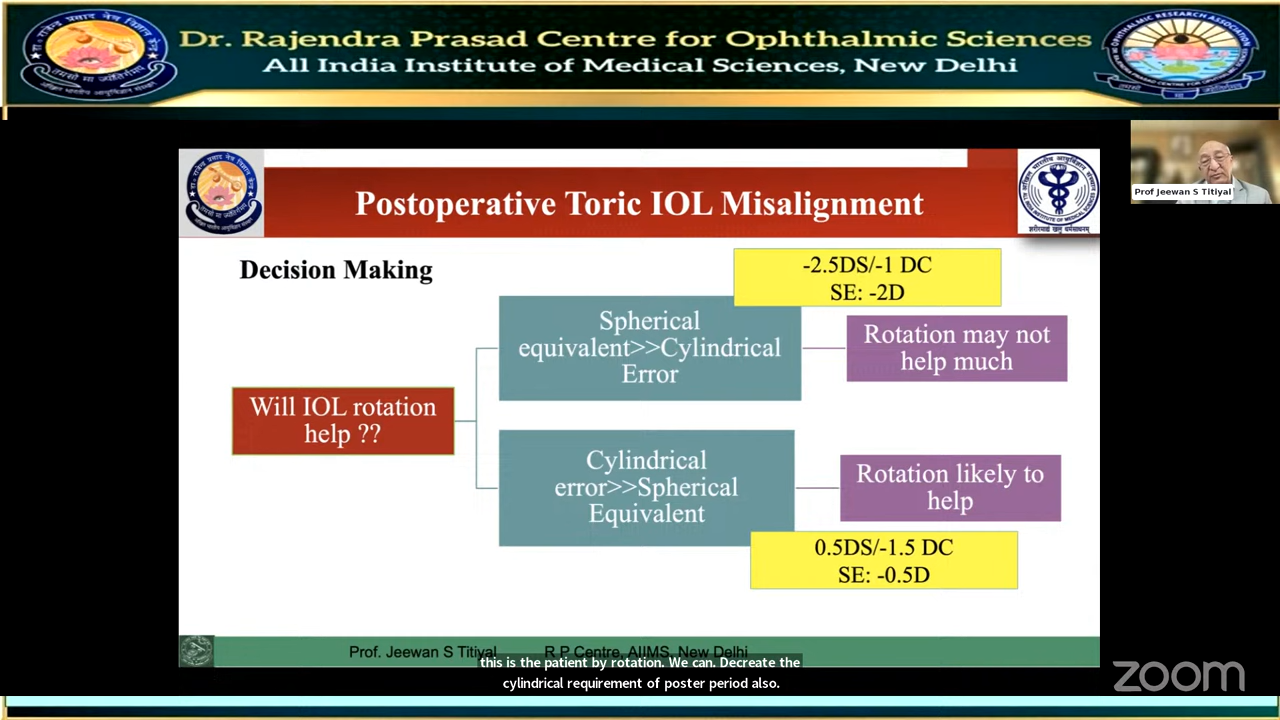 Dr. Rajendra Prasad Centre for Ophthalmic Sciences
All India Institute of Medical Sciences, New Delhi
Prof Jeewan S Titiyal
Postoperative Toric IOL Misalignment
Decision Making
-2.5DS/-1 DC
SE: -2D
Spherical
equivalent>>Cylindrical
Error
Rotation may not
help much
Will IOL rotation
help ??
Cylindrical
error>>Spherical
Equivalent
Rotation likely to
help
0.5DS/-1.5 DC
SE: -0.5D
Prof. Jeewan S Titiyal R P Centre, AIIMS, New Delhi
this is the patient by rotation. We can. Decreate the
cylindrical requirement of poster period also.
zoom